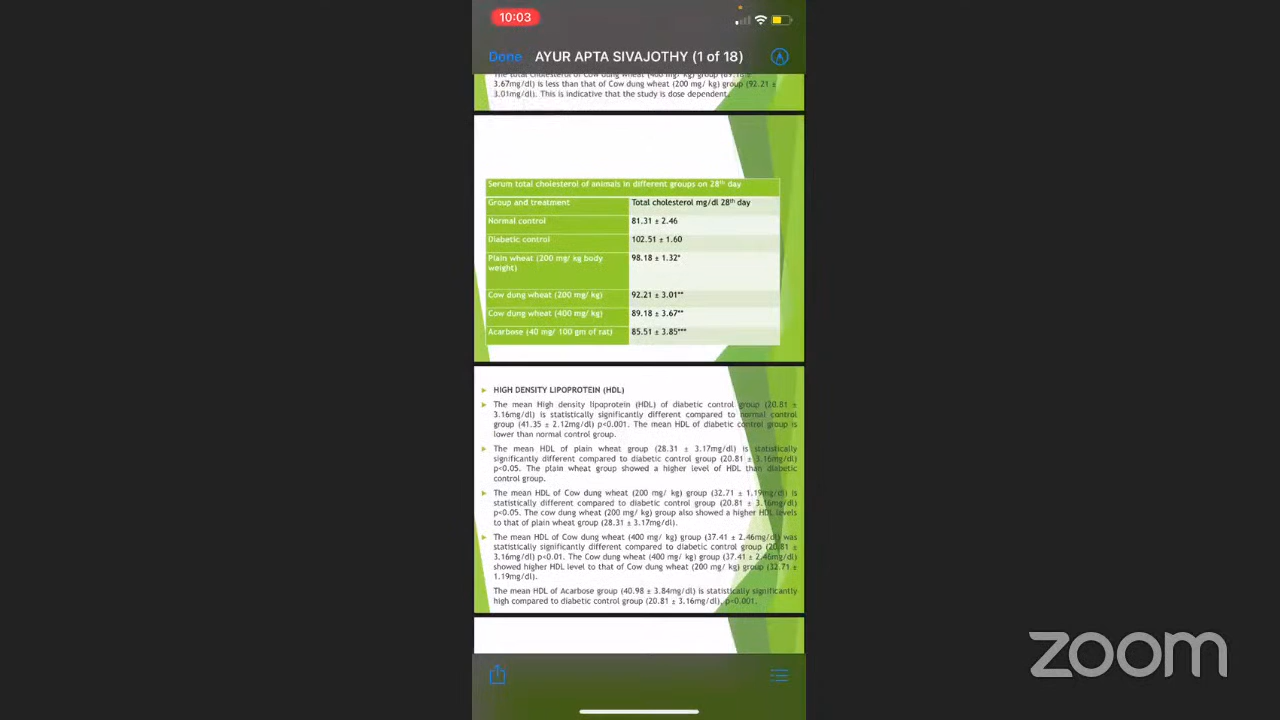 10:03
Done AYUR APTA SIVAJOTHY (1 of 18)
The total cholesterol of Cow dung wheat (400 mg/ kg) group (89.18 ±
3.67mg/dl) is less than that of Cow dung wheat (200 mg/ kg) group (92.21 ±
3.01mg/dl). This is indicative that the study is dose dependent.
Serum total cholesterol of animals in different groups on 28th day
Group and treatment Total cholesterol mg/dl 28th day
Normal control 81.31 ± 2.46
Diabetic control 102.51 ± 1.60
Plain wheat (200 mg/ kg body 98.18 ± 1.32*
weight)
Cow dung wheat (200 mg/ kg) 92.21 ± 3.01**
Cow dung wheat (400 mg/ kg) 89.18 ± 3.67**
Acarbose (40 mg/ 100 gm of rat) 85.51 ± 3.85***
HIGH DENSITY LIPOPROTEIN (HDL)
The mean High density lipoprotein (HDL) of diabetic control group (20.81 ±
3.16mg/dl) is statistically significantly different compared to normal control
group (41.35 ± 2.12mg/dl) p<0.001. The mean HDL of diabetic control group is
lower than normal control group.
The mean HDL of plain wheat group (28.31 ± 3.17mg/dl) is statistically
significantly different compared to diabetic control group (20.81 ± 3.16mg/dl)
p<0.05. The plain wheat group showed a higher level of HDL than diabetic
control group.
The mean HDL of Cow dung wheat (200 mg/ kg) group (32.71 ± 1.19mg/dl) is
statistically different compared to diabetic control group (20.81 ± 3.16mg/dl)
p<0.05. The cow dung wheat (200 mg/ kg) group also showed a higher HDL levels
to that of plain wheat group (28.31 ± 3.17mg/dl).
The mean HDL of Cow dung wheat (400 mg/ kg) group (37.41 ± 2.46mg/dl) was
statistically significantly different compared to diabetic control group (20.81 ±
3.16mg/dl) p<0.01. The Cow dung wheat (400 mg/ kg) group (37.41 ± 2.46mg/dl)
showed higher HDL level to that of Cow dung wheat (200 mg/ kg) group (32.71 ±
1.19mg/dl).
The mean HDL of Acarbose group (40.98 ± 3.84mg/dl) is statistically significantly
high compared to diabetic control group (20.81 ± 3.16mg/dl), p<0.001.
zoom